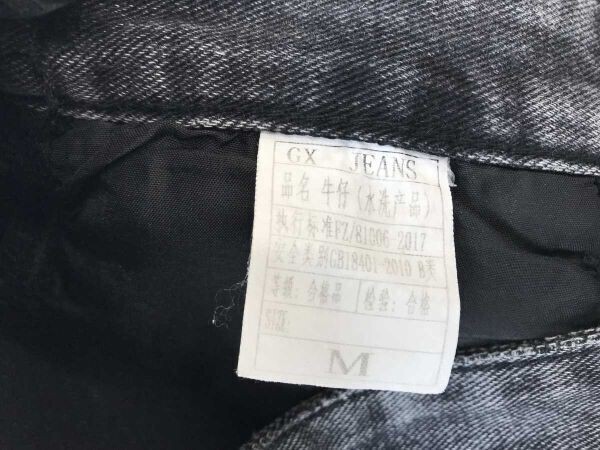 GX JEANS
品名 牛仔(水洗产品)
执行标准FZ/81006-2017
安全类别GB18401-2010 B类
等级: 合格品 检验: 合格
SIZE:
M